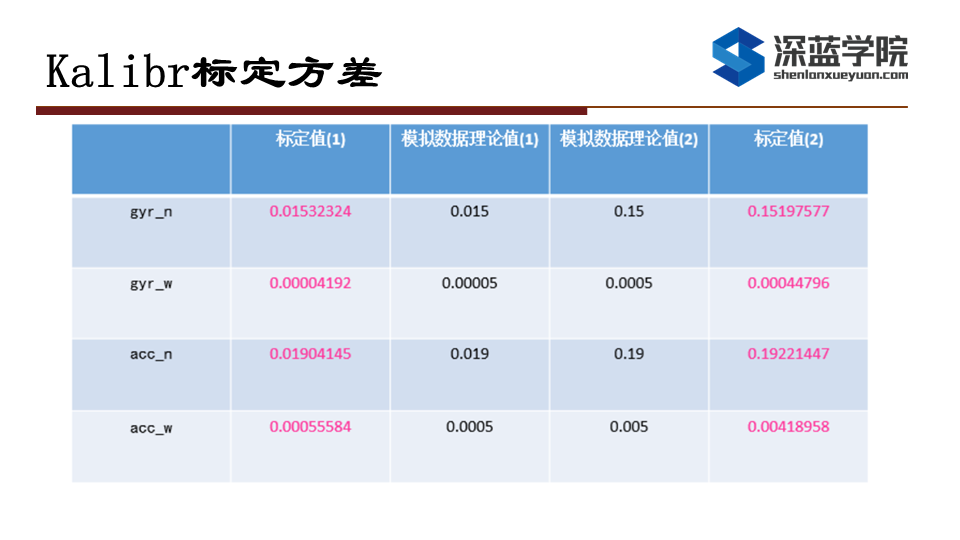 Kalibr标定方差
深蓝学院
shenlanxueyuan.com
标定值(1) 模拟数据理论值(1) 模拟数据理论值(2) 标定值(2)
gyr_n 0.01532324 0.015 0.15 0.15197577
gyr_w 0.00004192 0.00005 0.0005 0.00044796
acc_n 0.01904145 0.019 0.19 0.19221447
acc_w 0.00055584 0.0005 0.005 0.00418958